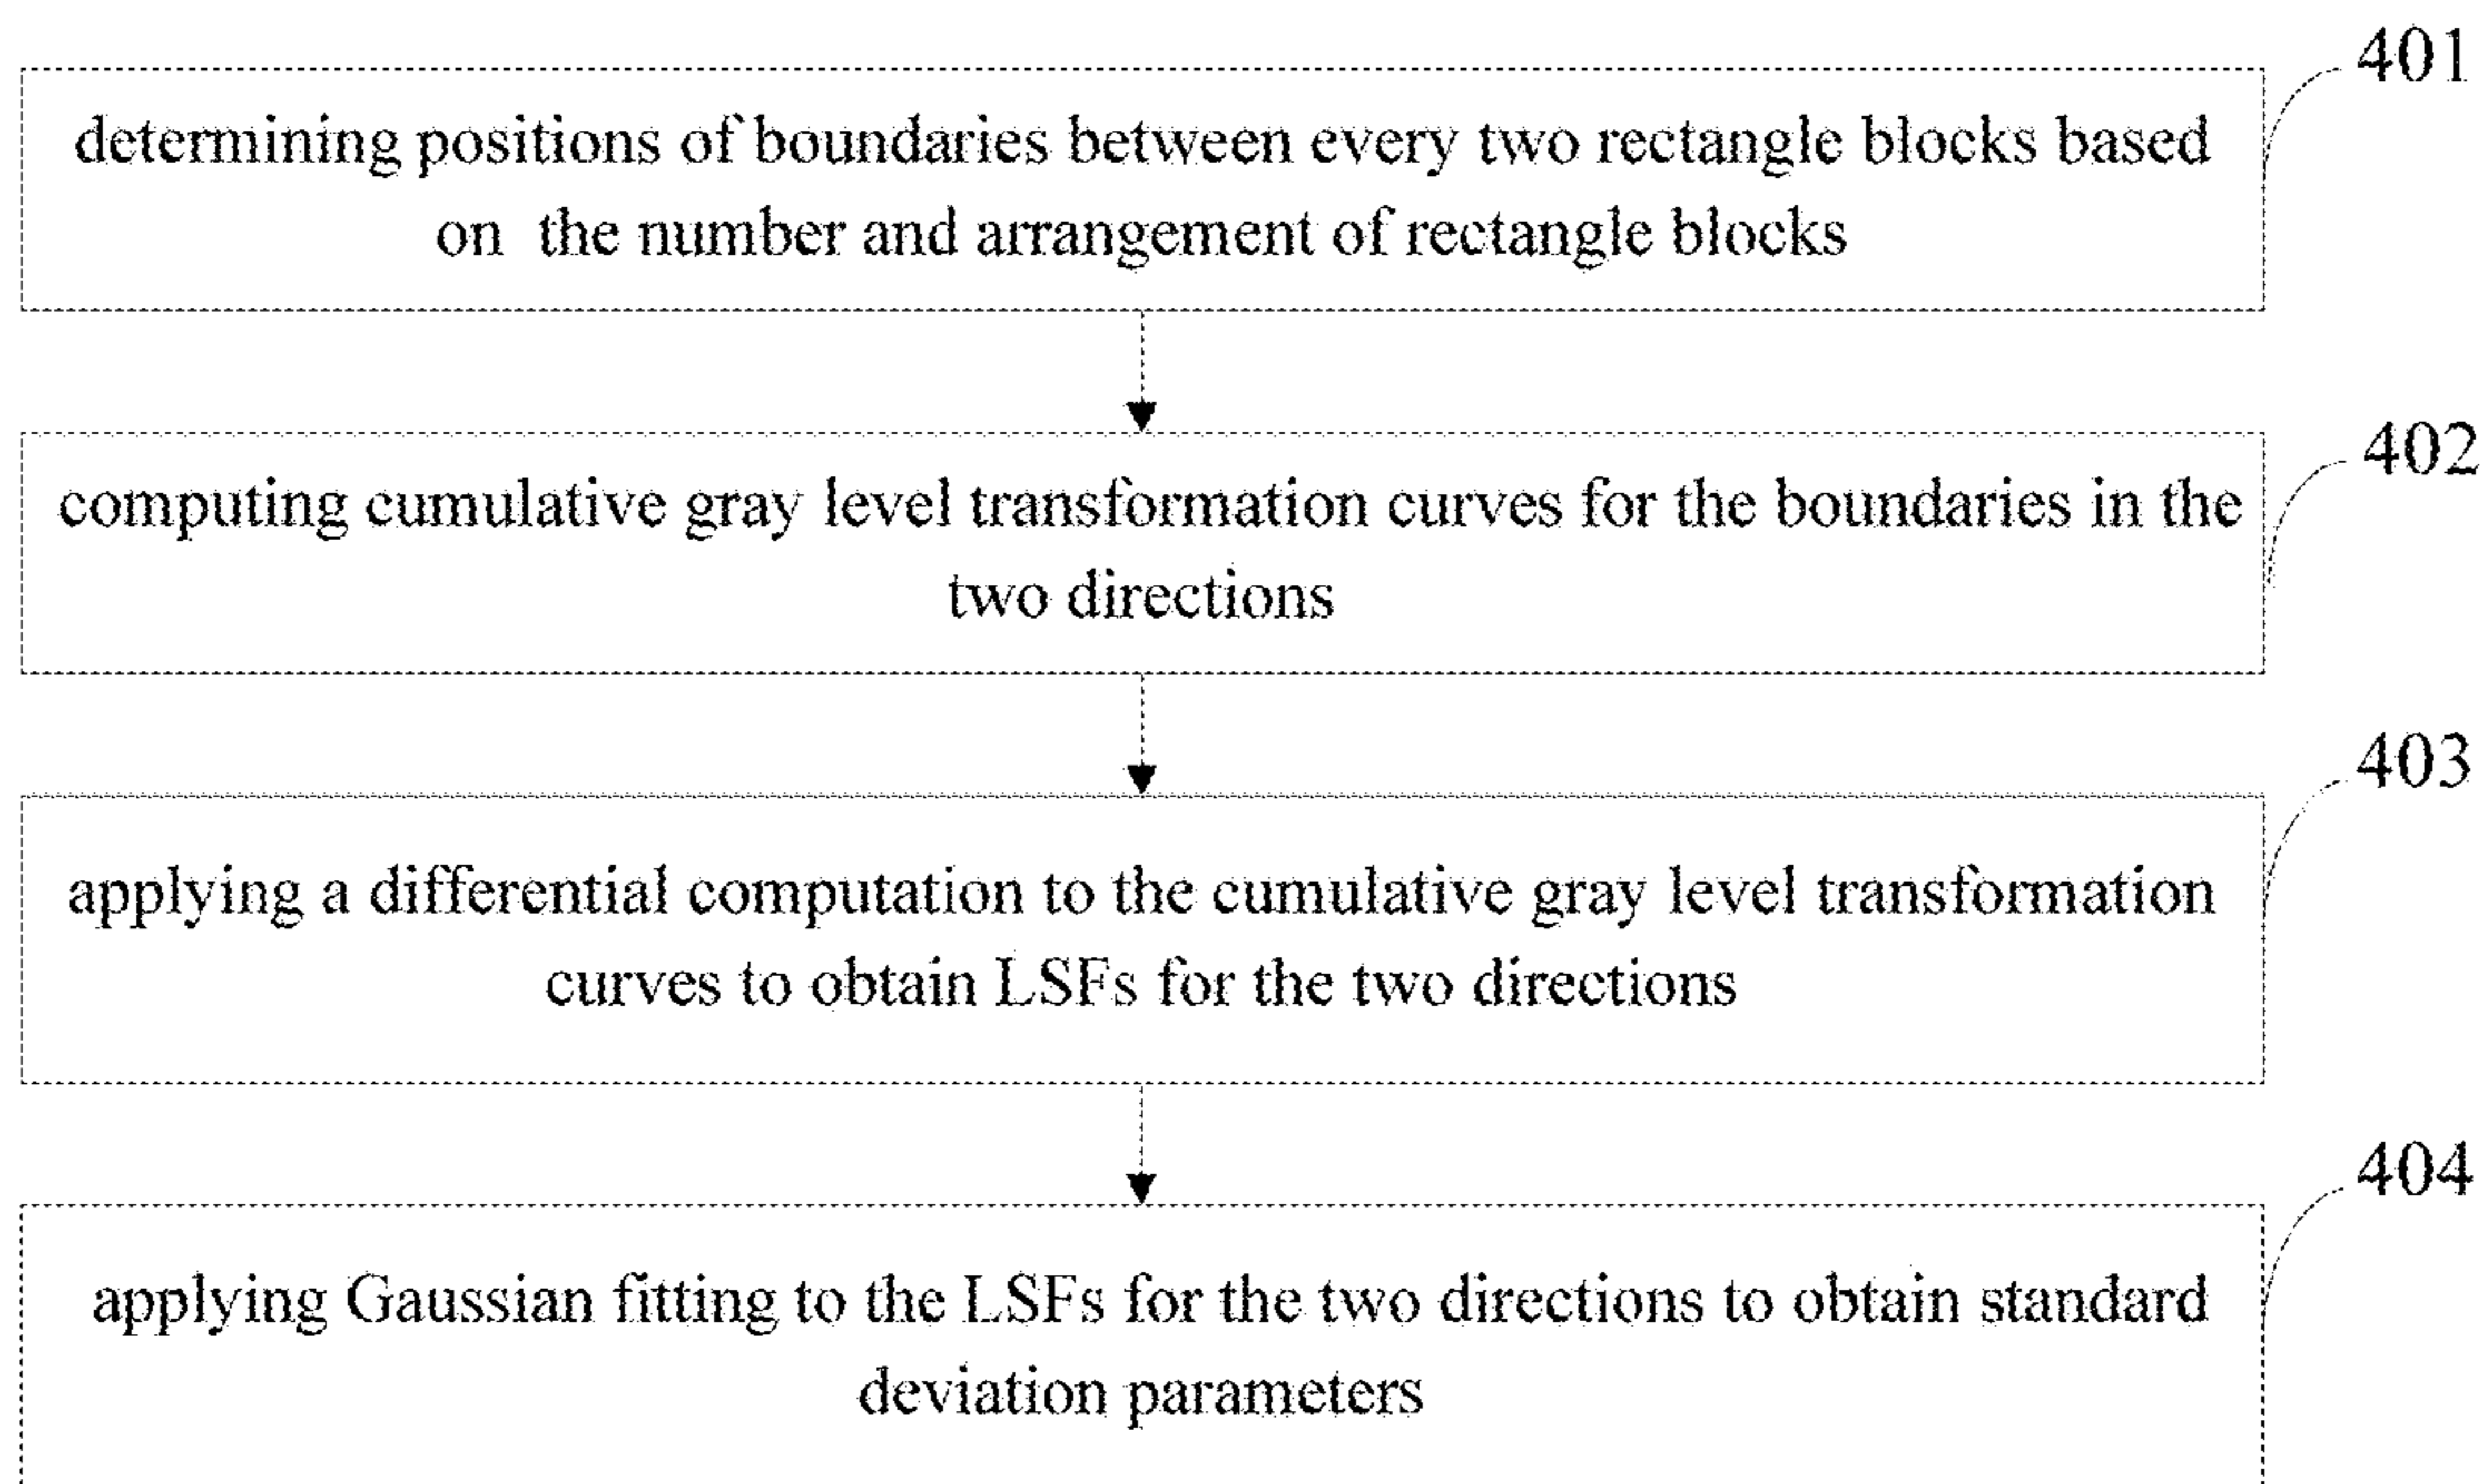 401
determining positions of boundaries between every two rectangle blocks based
on the number and arrangement of rectangle blocks
402
computing cumulative gray level transformation curves for the boundaries in the
two directions
403
applying a differential computation to the cumulative gray level transformation
curves to obtain LSFs for the two directions
404
applying Gaussian fitting to the LSFs for the two directions to obtain standard
deviation parameters